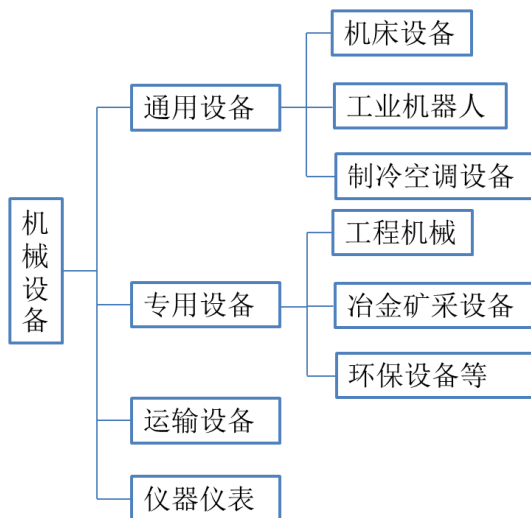 机械设备
通用设备
机床设备
工业机器人
制冷空调设备
专用设备
工程机械
冶金矿采设备
环保设备等
运输设备
仪器仪表